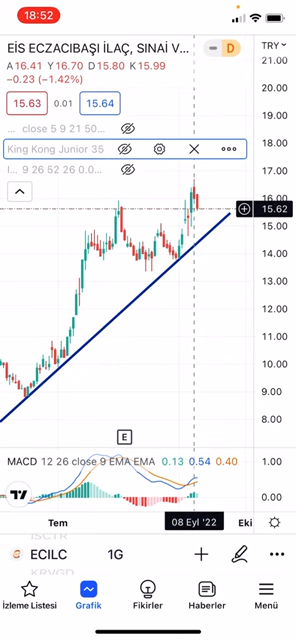 18:52
EİS ECZACIBAŞI İLAÇ, SINAİ V... D TRY
A16.41 Y16.70 D15.80 K15.99
−0.23 (−1.42%)
15.63 0.01 15.64
... close 5 9 21 50...
King Kong Junior 35
I... 9 26 52 26 0.0...
21.00
20.00
19.00
18.00
17.00
16.00
15.62
15.00
14.00
13.00
12.00
11.00
10.00
9.00
8.00
E
MACD 12 26 close 9 EMA EMA 0.13 0.54 0.40
1.00
0.00
Tem 08 Eyl '22 Eki
ISCTR
ECILC 1G
KRVGD
İzleme Listesi Grafik Fikirler Haberler Menü